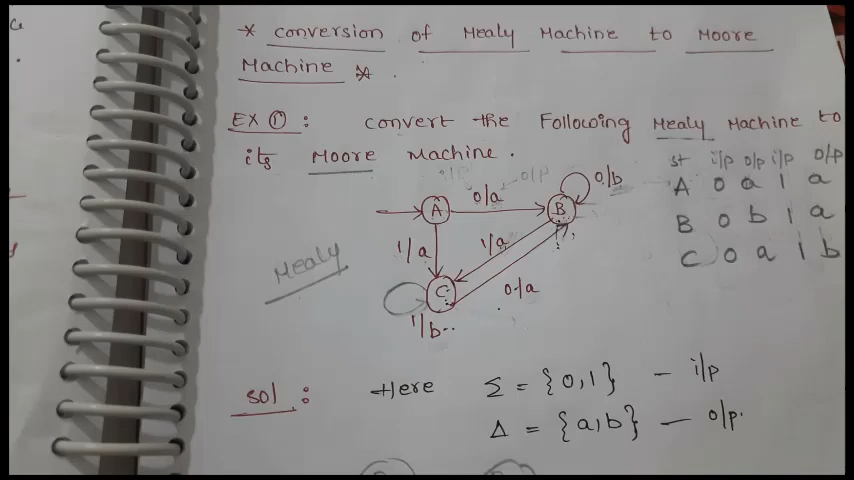 * conversion of Mealy Machine to Moore
Machine *.
EX ①: convert the Following Mealy Machine to
its Moore Machine.
i/p o/p
st i/p o/p i/p o/p
A 0 a 1 a
B 0 b 1 a
C 0 a 1 b
0/a
0/b
A
B
1/a
1/a
Mealy
C
0/a
1/b
Sol: Here Σ = {0,1} - i/p
Δ = {a,b} - o/p.